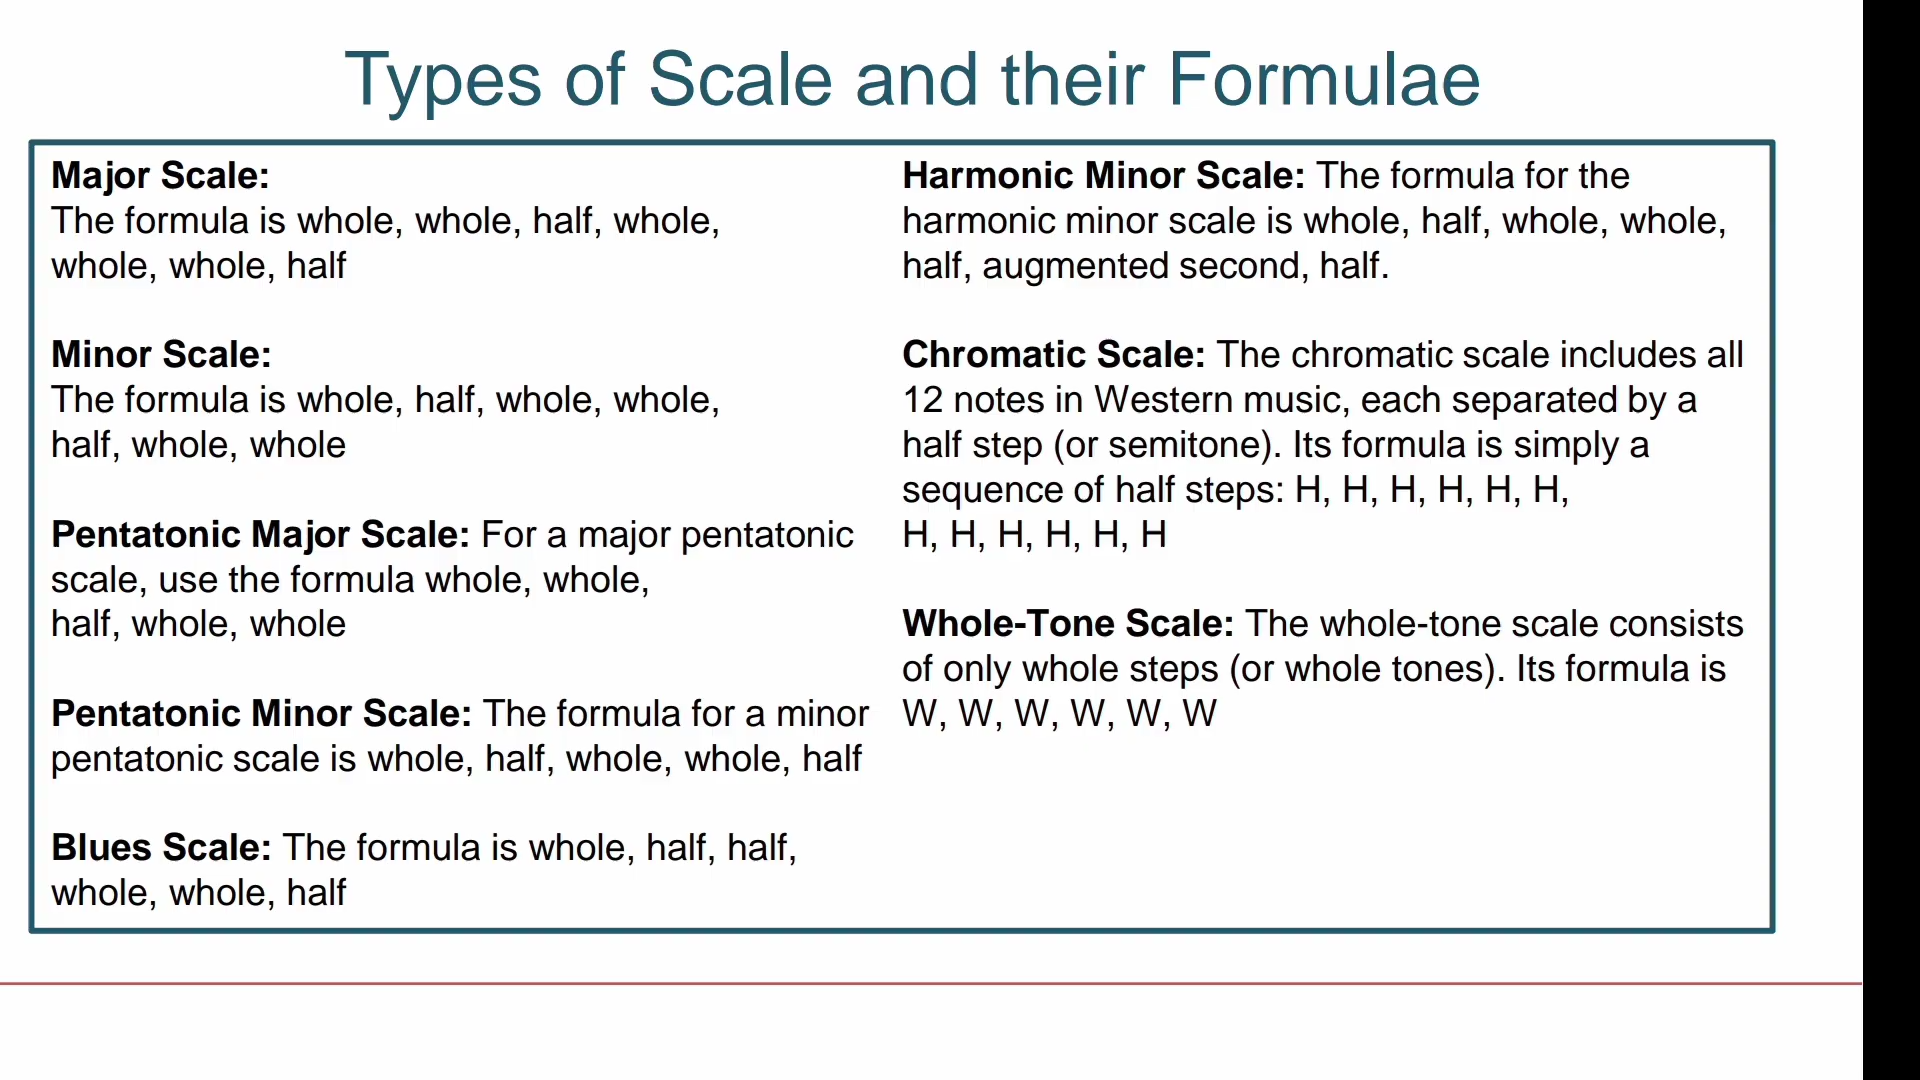 Types of Scale and their Formulae
Major Scale:
The formula is whole, whole, half, whole,
whole, whole, half
Minor Scale:
The formula is whole, half, whole, whole,
half, whole, whole
Pentatonic Major Scale: For a major pentatonic
scale, use the formula whole, whole,
half, whole, whole
Pentatonic Minor Scale: The formula for a minor
pentatonic scale is whole, half, whole, whole, half
Blues Scale: The formula is whole, half, half,
whole, whole, half
Harmonic Minor Scale: The formula for the
harmonic minor scale is whole, half, whole, whole,
half, augmented second, half.
Chromatic Scale: The chromatic scale includes all
12 notes in Western music, each separated by a
half step (or semitone). Its formula is simply a
sequence of half steps: H, H, H, H, H, H,
H, H, H, H, H, H
Whole-Tone Scale: The whole-tone scale consists
of only whole steps (or whole tones). Its formula is
W, W, W, W, W, W